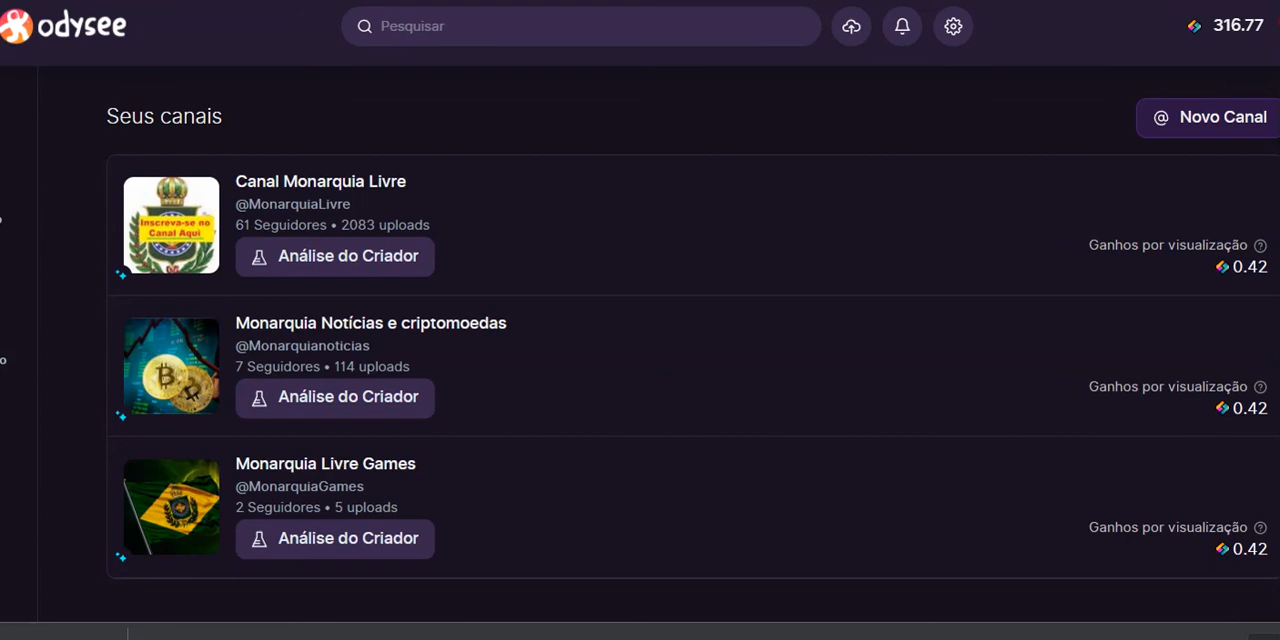 odysee
Pesquisar
316.77
Seus canais
Novo Canal
Canal Monarquia Livre
@MonarquiaLivre
61 Seguidores • 2083 uploads
Análise do Criador
Inscreva-se no
Canal Aqui
Ganhos por visualização
0.42
Monarquia Notícias e criptomoedas
@Monarquianoticias
7 Seguidores • 114 uploads
Análise do Criador
Ganhos por visualização
0.42
Monarquia Livre Games
@MonarquiaGames
2 Seguidores • 5 uploads
Análise do Criador
Ganhos por visualização
0.42